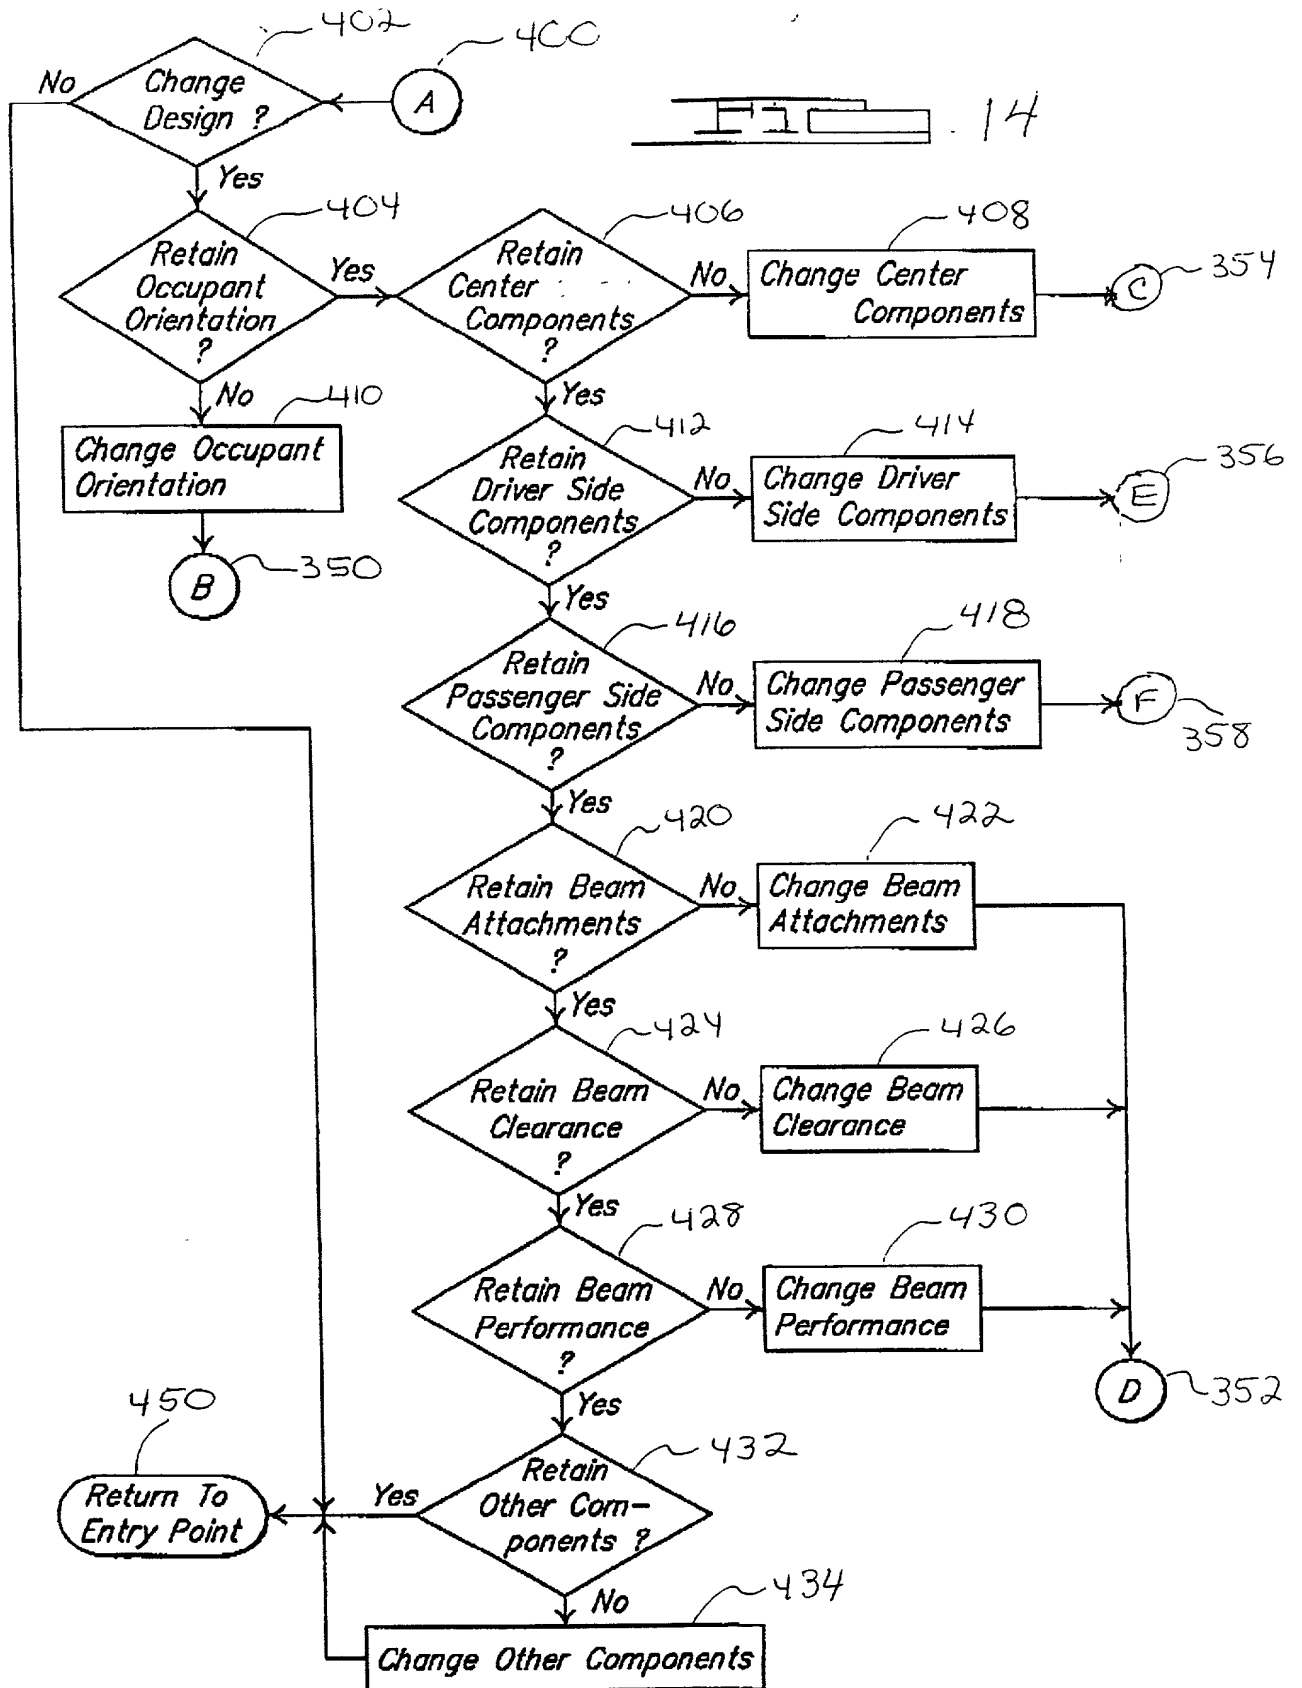 402
400
No
Change
Design ?
A
FIG. 14
Yes
404
406
408
Retain
Occupant
Orientation
?
Yes
Retain
Center
Components
?
No
Change Center
Components
C
354
No
410
Yes
Change Occupant
Orientation
412
414
Retain
Driver Side
Components
?
No
Change Driver
Side Components
E
356
B
350
Yes
416
418
Retain
Passenger Side
Components
?
No
Change Passenger
Side Components
F
358
Yes
420
422
Retain Beam
Attachments
?
No
Change Beam
Attachments
Yes
424
426
Retain Beam
Clearance
?
No
Change Beam
Clearance
Yes
428
430
Retain Beam
Performance
?
No
Change Beam
Performance
D
352
Yes
450
432
Return To
Entry Point
Yes
Retain
Other Com-
ponents ?
No
434
Change Other Components